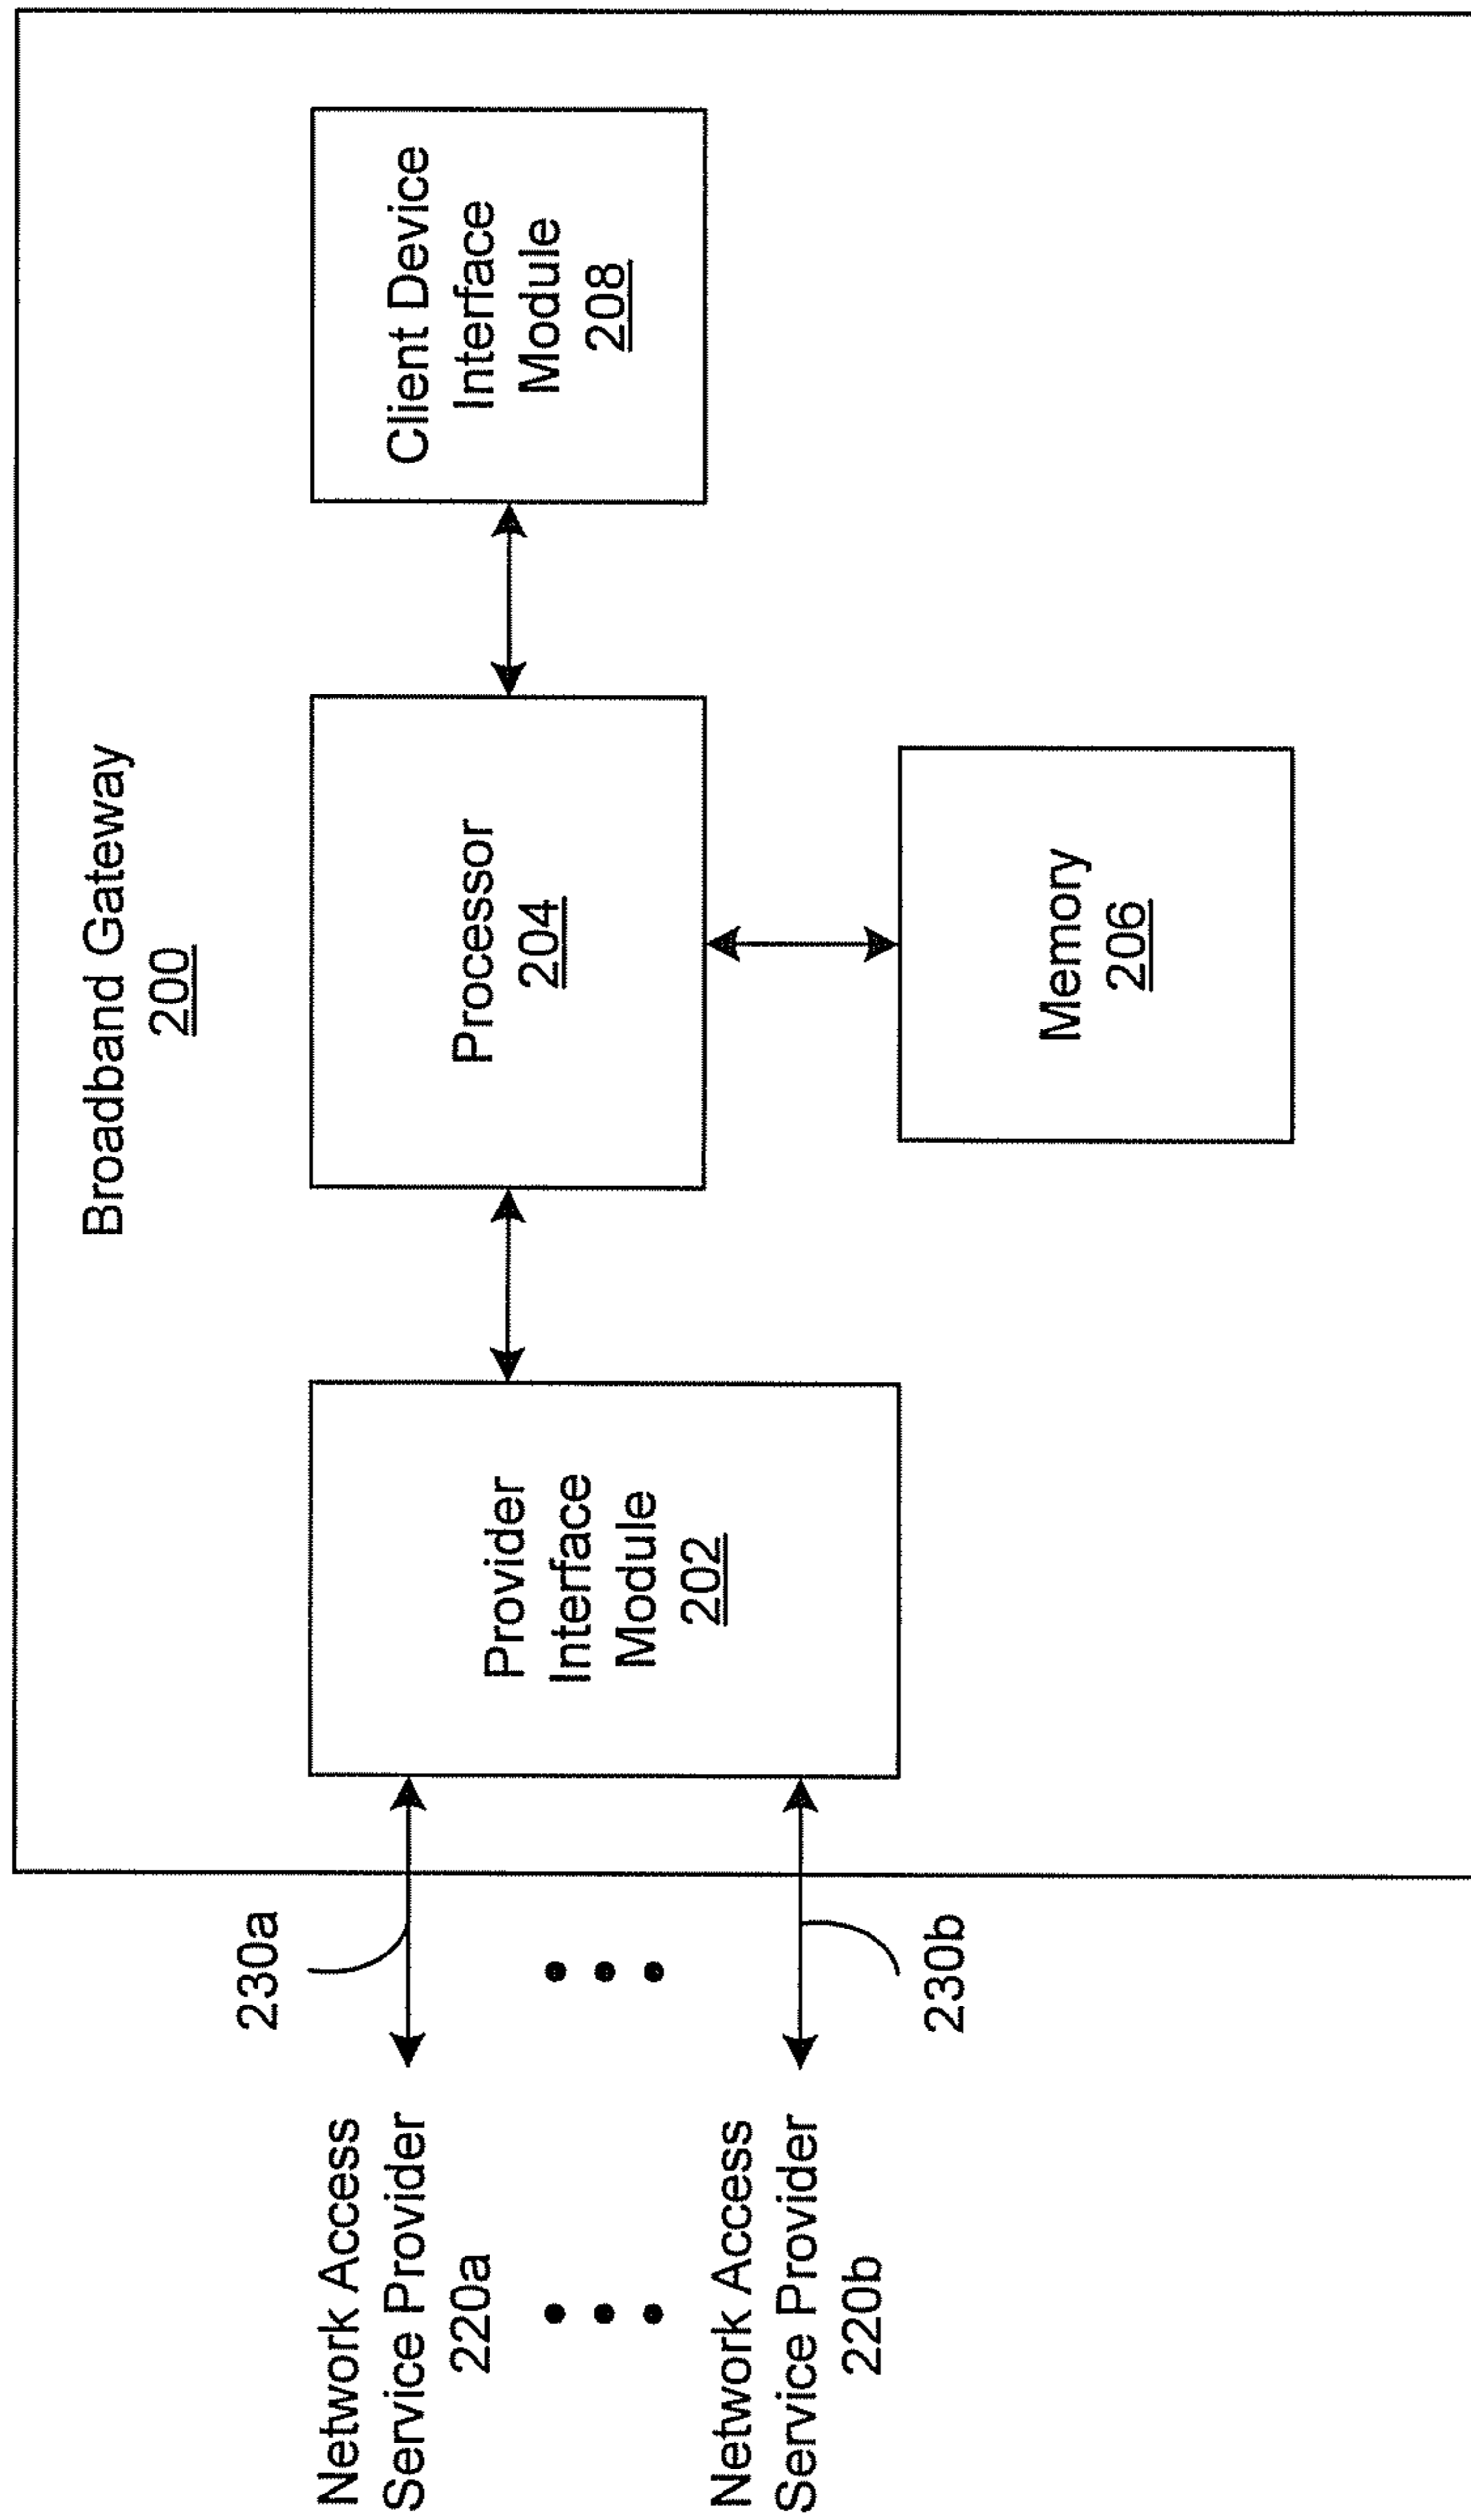 Broadband Gateway
200
230a
Network Access
Service Provider
220a
Provider
Interface
Module
202
Processor
204
Client Device
Interface
Module
208
Network Access
Service Provider
220b
230b
Memory
206